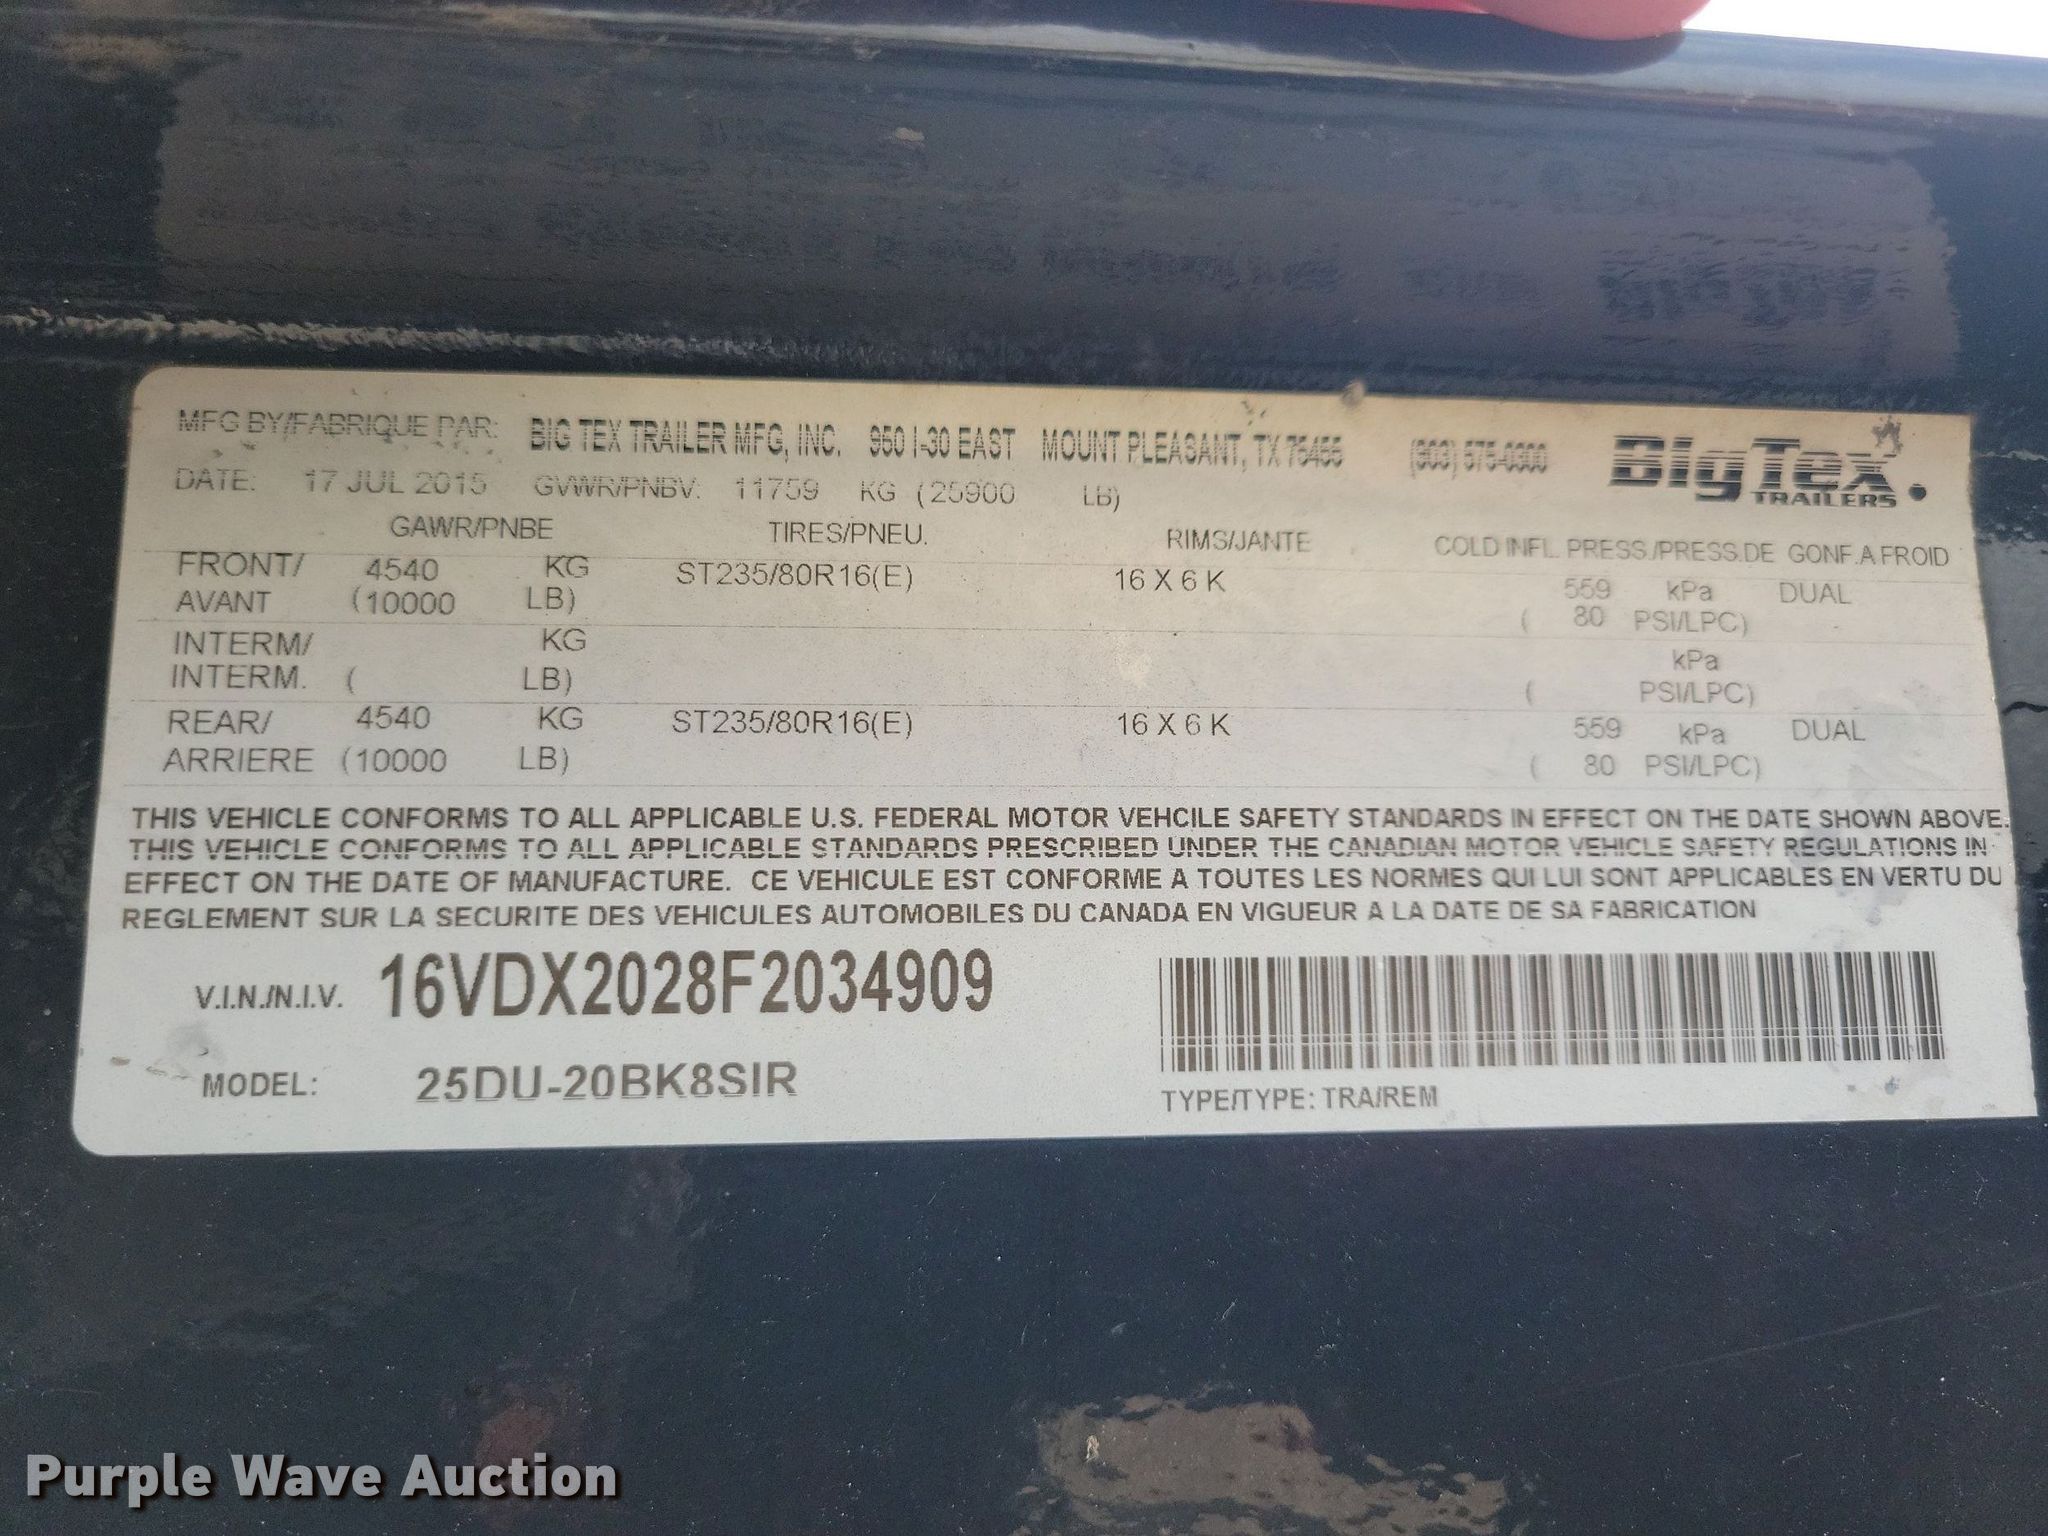 MFG BY/FABRIQUE PAR: BIG TEX TRAILER MFG, INC. 950 I-30 EAST MOUNT PLEASANT, TX 75455 (903) 575-0300 BigTex TRAILERS
DATE: 17 JUL 2015 GVWR/PNBV: 11759 KG (25900 LB)
GAWR/PNBE TIRES/PNEU. RIMS/JANTE COLD INFL. PRESS./PRESS.DE GONF.A FROID
FRONT/ 4540 KG ST235/80R16(E) 16 X 6 K 559 kPa DUAL
AVANT (10000 LB) ( 80 PSI/LPC)
INTERM/ KG kPa
INTERM. ( LB) ( PSI/LPC)
REAR/ 4540 KG ST235/80R16(E) 16 X 6 K 559 kPa DUAL
ARRIERE (10000 LB) ( 80 PSI/LPC)
THIS VEHICLE CONFORMS TO ALL APPLICABLE U.S. FEDERAL MOTOR VEHCILE SAFETY STANDARDS IN EFFECT ON THE DATE SHOWN ABOVE.
THIS VEHICLE CONFORMS TO ALL APPLICABLE STANDARDS PRESCRIBED UNDER THE CANADIAN MOTOR VEHICLE SAFETY REGULATIONS IN
EFFECT ON THE DATE OF MANUFACTURE. CE VEHICULE EST CONFORME A TOUTES LES NORMES QUI LUI SONT APPLICABLES EN VERTU DU
REGLEMENT SUR LA SECURITE DES VEHICULES AUTOMOBILES DU CANADA EN VIGUEUR A LA DATE DE SA FABRICATION
V.I.N./N.I.V. 16VDX2028F2034909
MODEL: 25DU-20BK8SIR
TYPE/TYPE: TRA/REM
Purple Wave Auction